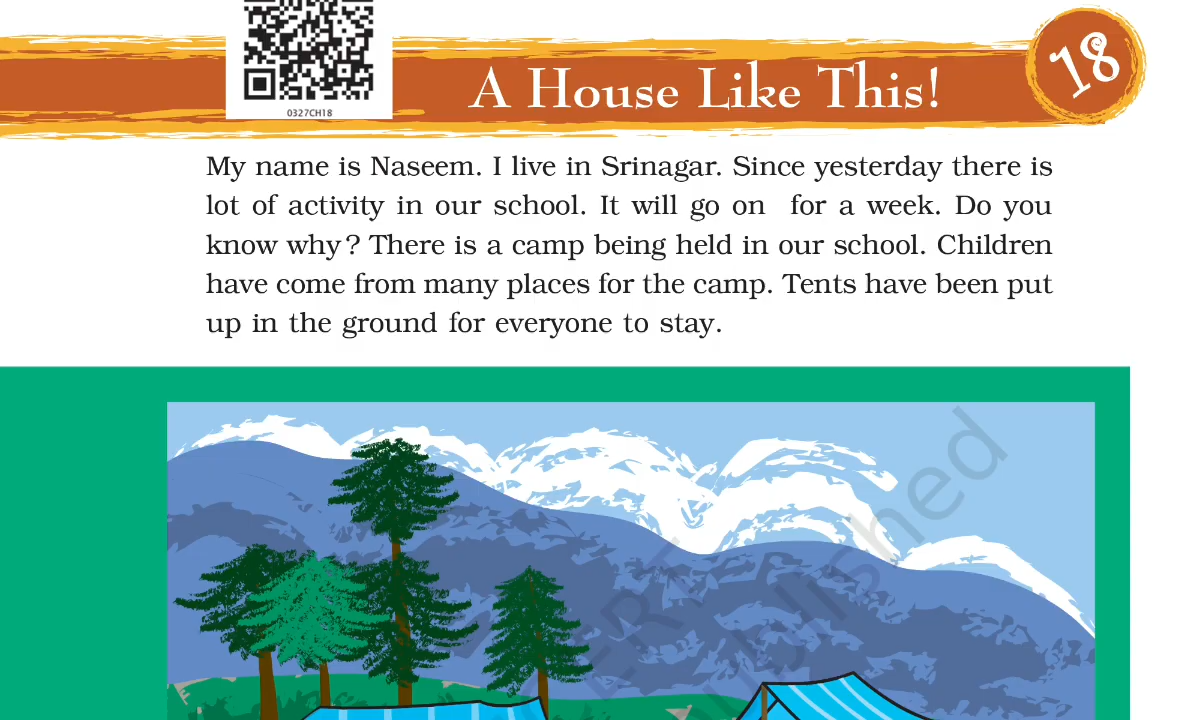 0327CH18
A House Like This!
18
My name is Naseem. I live in Srinagar. Since yesterday there is
lot of activity in our school. It will go on  for a week. Do you
know why? There is a camp being held in our school. Children
have come from many places for the camp. Tents have been put
up in the ground for everyone to stay.